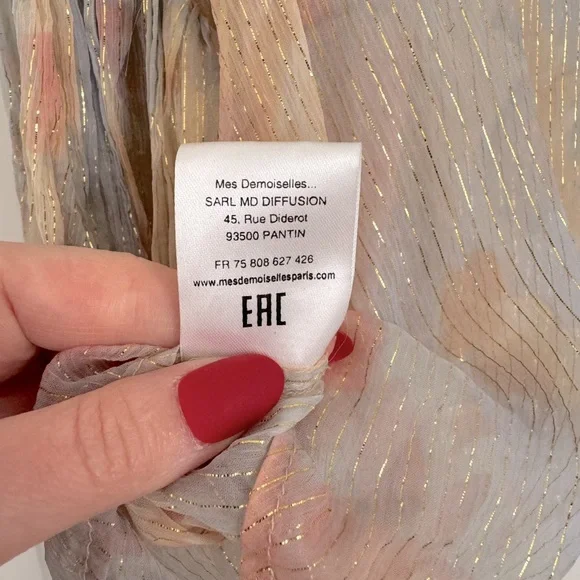 Mes Demoiselles...
SARL MD DIFFUSION
45, Rue Diderot
93500 PANTIN
FR 75 808 627 426
www.mesdemoisellesparis.com
EAC